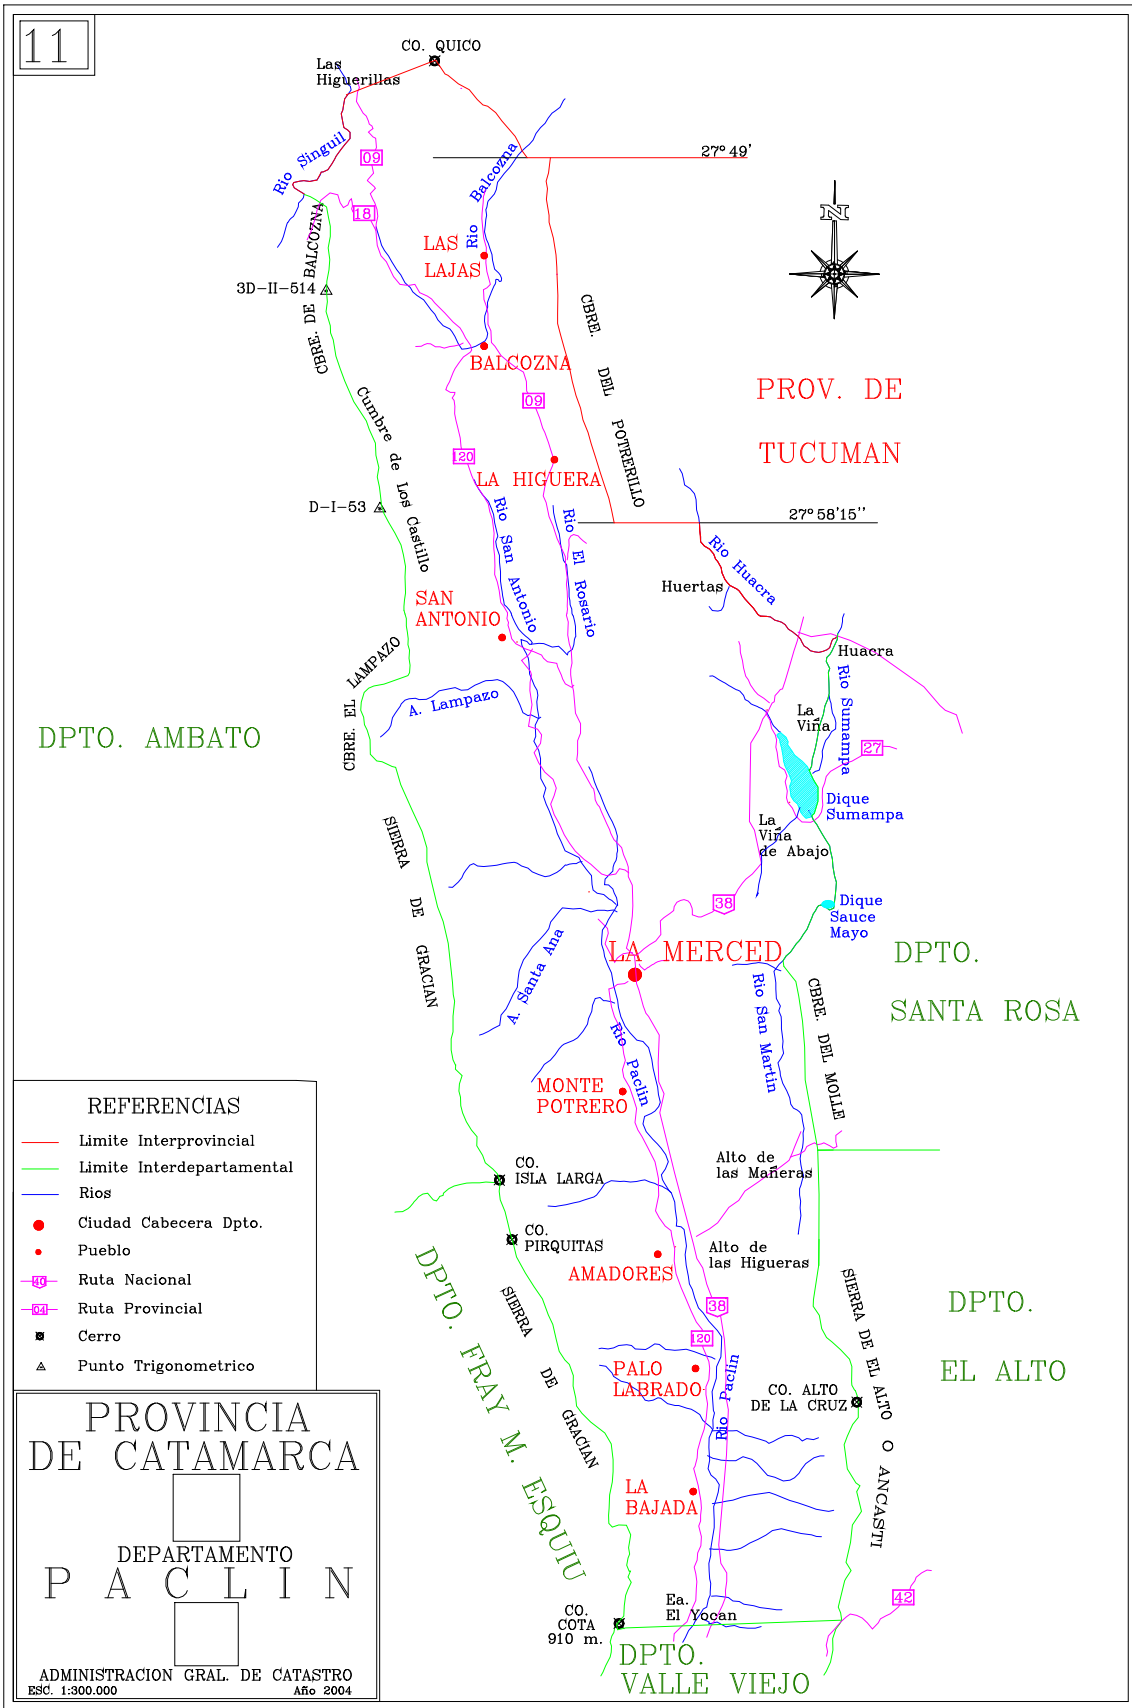 11
CO. QUICO
Las
Higuerillas
Rio Singuil
09
18
Rio Balcozna
27° 49'
N
LAS
LAJAS
3D-II-514
CBRE. DE BALCOZNA
CBRE. DEL POTRERILLO
BALCOZNA
09
PROV. DE
TUCUMAN
Cumbre de Los Castillo
120
LA HIGUERA
D-I-53
27° 58'15''
Rio San Antonio
Rio El Rosario
Rio Huacra
Huertas
SAN
ANTONIO
Huacra
CBRE. EL LAMPAZO
A. Lampazo
Rio Sumampa
La
Viña
DPTO. AMBATO
27
Dique
Sumampa
La
Viña
de Abajo
SIERRA DE GRACIAN
38
Dique
Sauce
Mayo
A. Santa Ana
LA MERCED
DPTO.
SANTA ROSA
Rio San Martin
CBRE. DEL MOLLE
Rio Paclin
MONTE
POTRERO
REFERENCIAS
Limite Interprovincial
Limite Interdepartamental
Rios
Ciudad Cabecera Dpto.
Pueblo
40
Ruta Nacional
04
Ruta Provincial
Cerro
Punto Trigonometrico
Alto de
las Mañeras
CO.
ISLA LARGA
CO.
PIRQUITAS
Alto de
las Higueras
AMADORES
DPTO. FRAY M. ESQUIU
SIERRA DE GRACIAN
38
120
SIERRA DE EL ALTO O ANCASTI
DPTO.
EL ALTO
PALO
LABRADO
Rio Paclin
CO. ALTO
DE LA CRUZ
LA
BAJADA
Ea.
El Yocan
42
CO.
COTA
910 m.
DPTO.
VALLE VIEJO
PROVINCIA
DE CATAMARCA
DEPARTAMENTO
P A C L I N
ADMINISTRACION GRAL. DE CATASTRO
ESC. 1:300.000
Año 2004